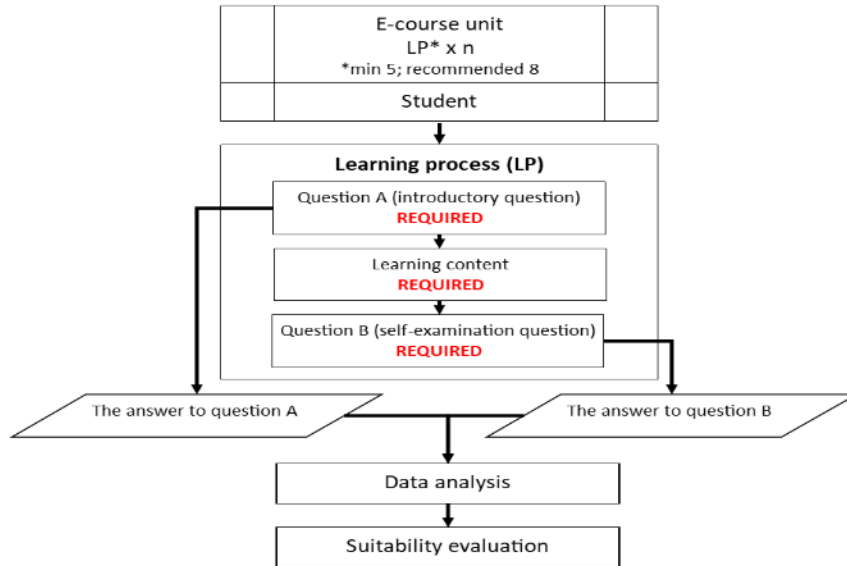 E-course unit
LP* x n
*min 5; recommended 8
Student
Learning process (LP)
Question A (introductory question)
REQUIRED
Learning content
REQUIRED
Question B (self-examination question)
REQUIRED
The answer to question A
The answer to question B
Data analysis
Suitability evaluation